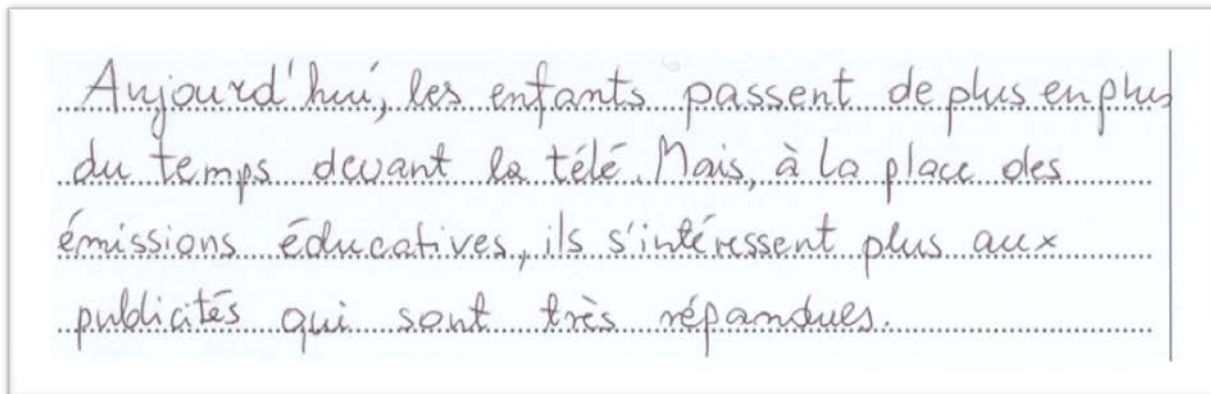 Aujourd'hui, les enfants passent de plus en plus
du temps devant la télé. Mais, à la place des
émissions éducatives, ils s'intéressent plus aux
publicités qui sont très répandues.